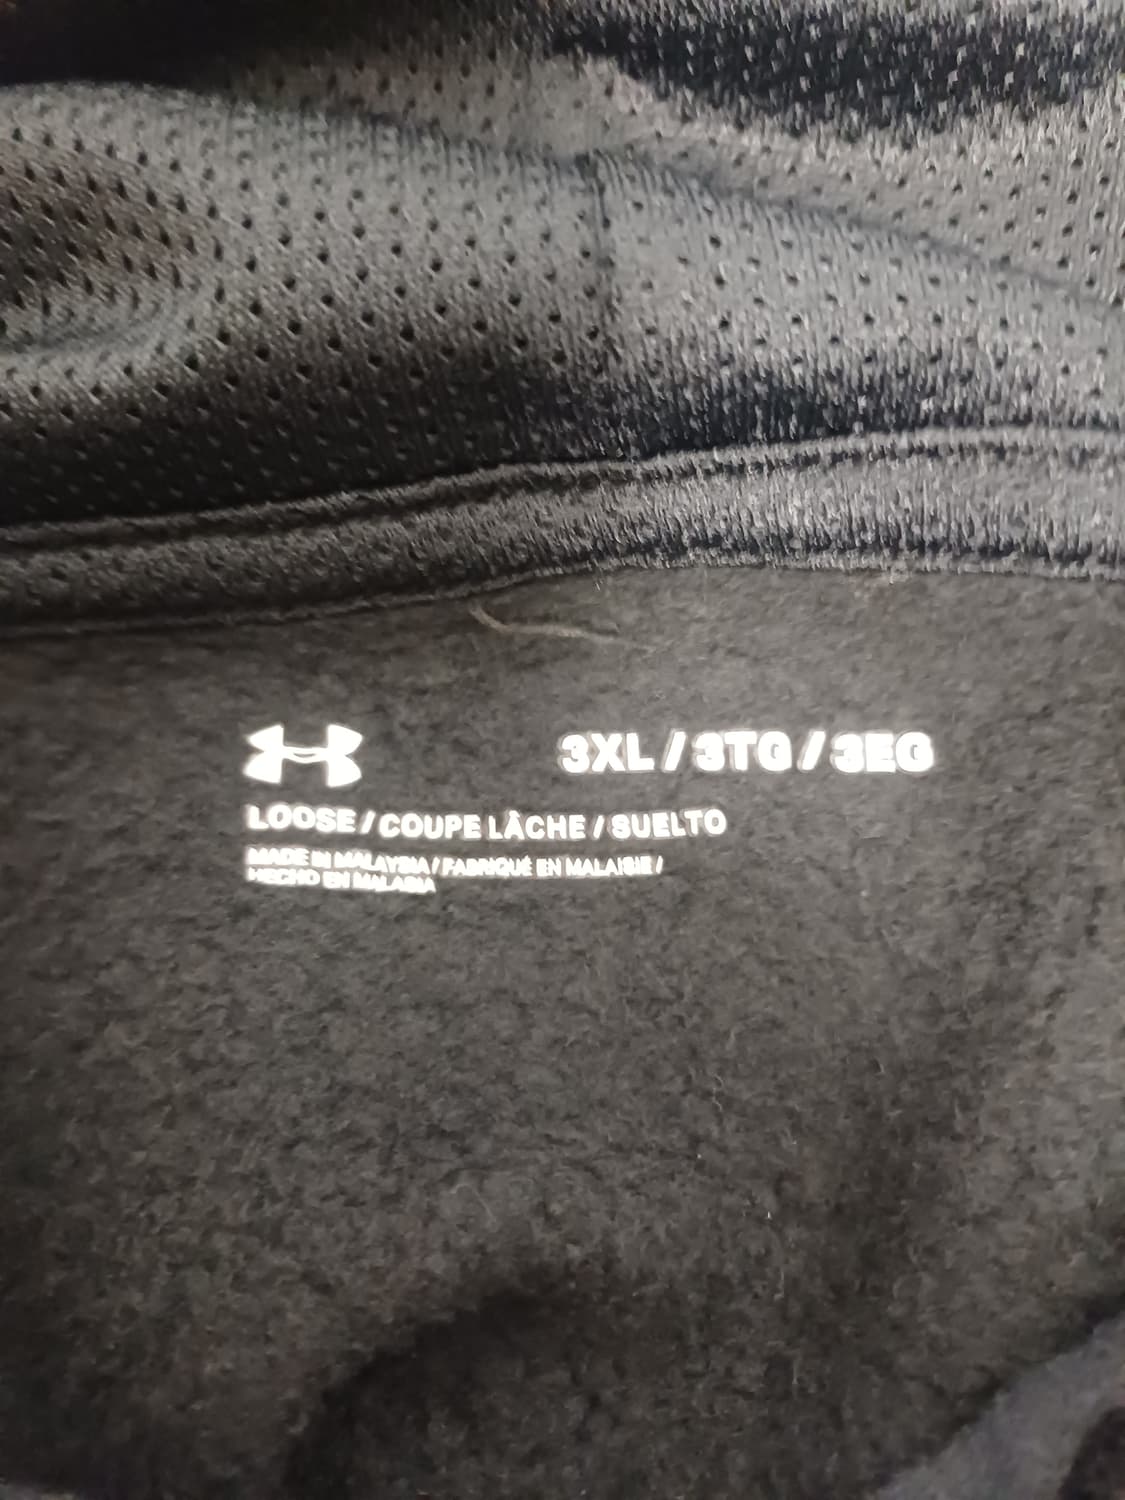 3XL / 3TG / 3EG
LOOSE / COUPE LÂCHE / SUELTO
MADE IN MALAYSIA / FABRIQUÉ EN MALAISIE /
HECHO EN MALASIA